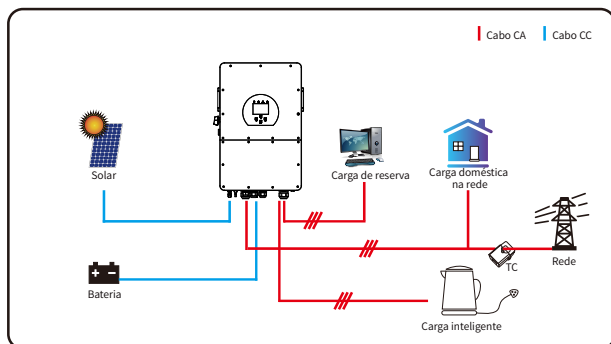 Cabo CA
Cabo CC
Solar
Carga de reserva
Carga doméstica
na rede
TC
Rede
Bateria
Carga inteligente